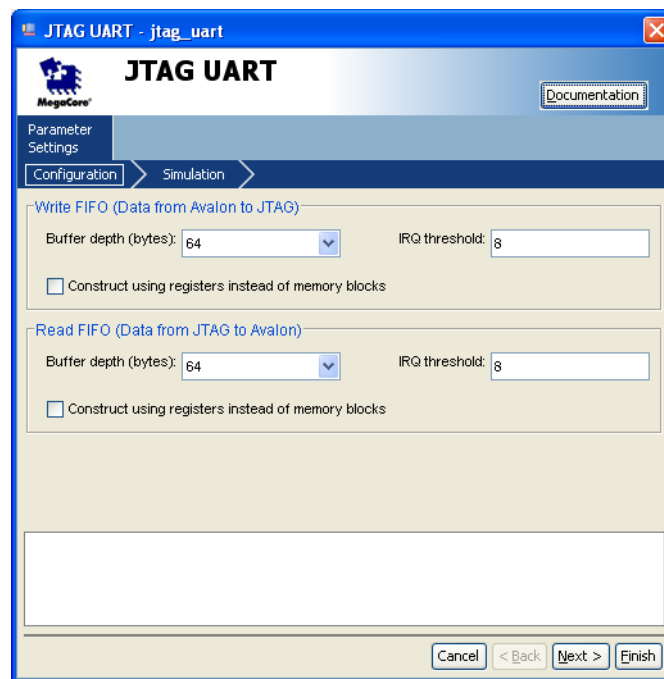 JTAG UART - jtag_uart
JTAG UART
MegaCore®
Documentation
Parameter
Settings
Configuration
Simulation
Write FIFO (Data from Avalon to JTAG)
Buffer depth (bytes): 64
IRQ threshold: 8
Construct using registers instead of memory blocks
Read FIFO (Data from JTAG to Avalon)
Buffer depth (bytes): 64
IRQ threshold: 8
Construct using registers instead of memory blocks
Cancel
< Back
Next >
Finish